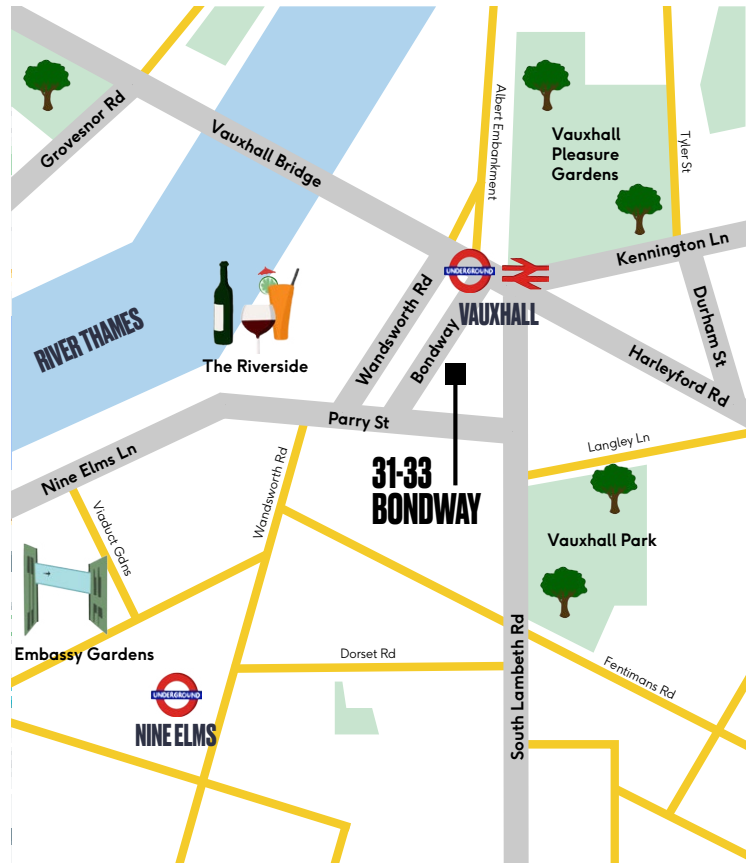 Grovesnor Rd
Vauxhall Bridge
Albert Embankment
Vauxhall
Pleasure
Gardens
Tyler St
Kennington Ln
UNDERGROUND
VAUXHALL
Wandsworth Rd
Bondway
Durham St
Harleyford Rd
RIVER THAMES
The Riverside
Parry St
Nine Elms Ln
Langley Ln
Wandsworth Rd
31-33
BONDWAY
Viaduct Gdns
Vauxhall Park
Embassy Gardens
Dorset Rd
South Lambeth Rd
Fentimans Rd
UNDERGROUND
NINE ELMS